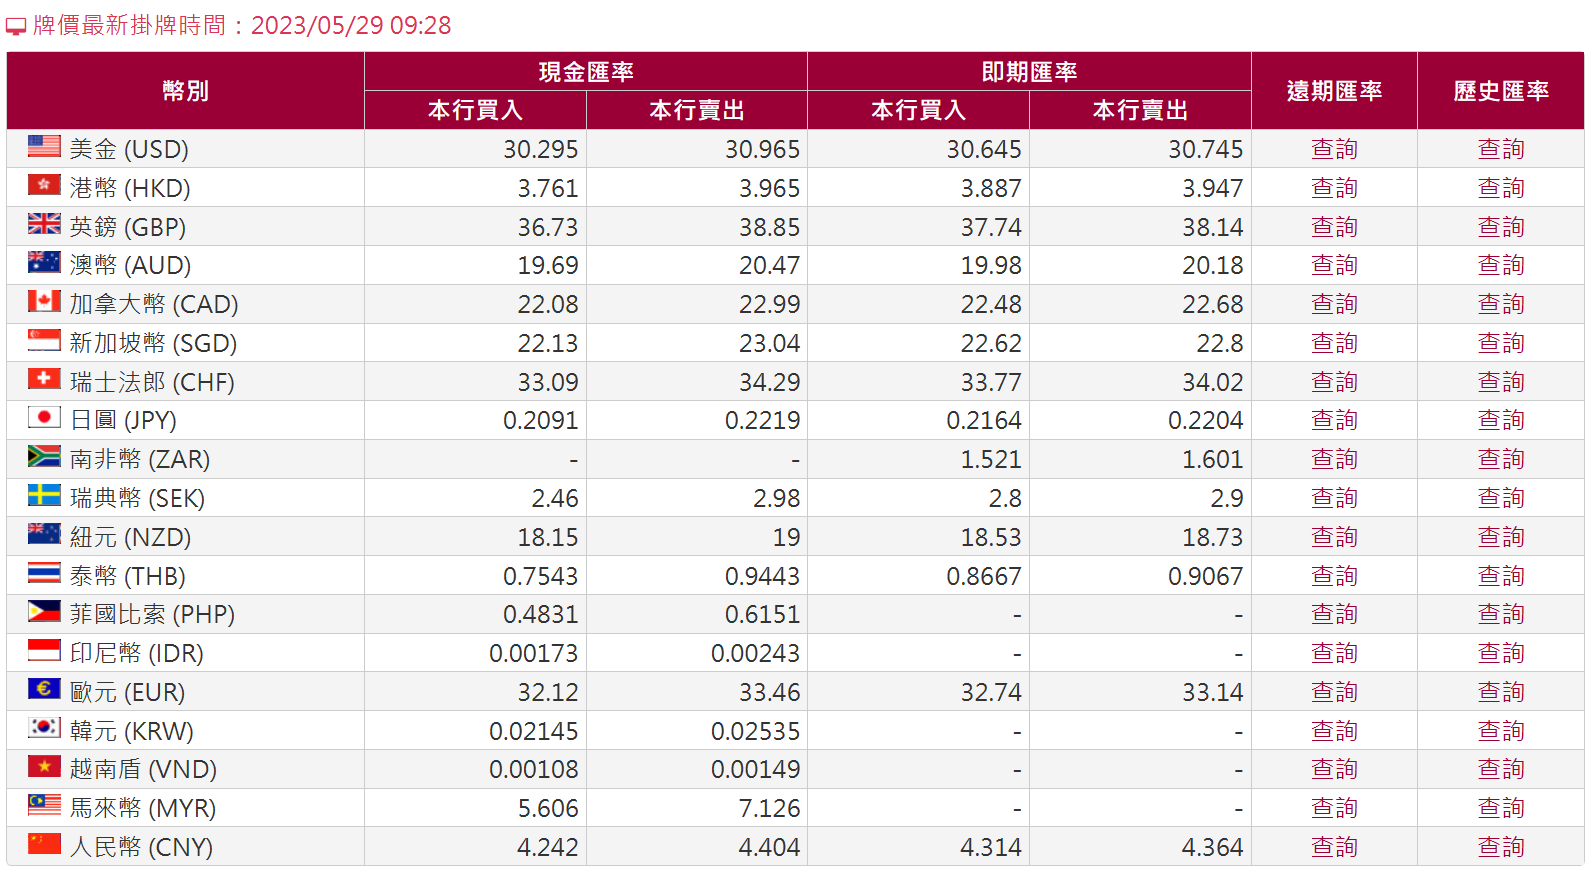 牌價最新掛牌時間：2023/05/29 09:28
幣別 現金匯率 即期匯率 遠期匯率 歷史匯率
本行買入 本行賣出 本行買入 本行賣出
美金 (USD) 30.295 30.965 30.645 30.745 查詢 查詢
港幣 (HKD) 3.761 3.965 3.887 3.947 查詢 查詢
英鎊 (GBP) 36.73 38.85 37.74 38.14 查詢 查詢
澳幣 (AUD) 19.69 20.47 19.98 20.18 查詢 查詢
加拿大幣 (CAD) 22.08 22.99 22.48 22.68 查詢 查詢
新加坡幣 (SGD) 22.13 23.04 22.62 22.8 查詢 查詢
瑞士法郎 (CHF) 33.09 34.29 33.77 34.02 查詢 查詢
日圓 (JPY) 0.2091 0.2219 0.2164 0.2204 查詢 查詢
南非幣 (ZAR) - - 1.521 1.601 查詢 查詢
瑞典幣 (SEK) 2.46 2.98 2.8 2.9 查詢 查詢
紐元 (NZD) 18.15 19 18.53 18.73 查詢 查詢
泰幣 (THB) 0.7543 0.9443 0.8667 0.9067 查詢 查詢
菲國比索 (PHP) 0.4831 0.6151 - - 查詢 查詢
印尼幣 (IDR) 0.00173 0.00243 - - 查詢 查詢
歐元 (EUR) 32.12 33.46 32.74 33.14 查詢 查詢
韓元 (KRW) 0.02145 0.02535 - - 查詢 查詢
越南盾 (VND) 0.00108 0.00149 - - 查詢 查詢
馬來幣 (MYR) 5.606 7.126 - - 查詢 查詢
人民幣 (CNY) 4.242 4.404 4.314 4.364 查詢 查詢